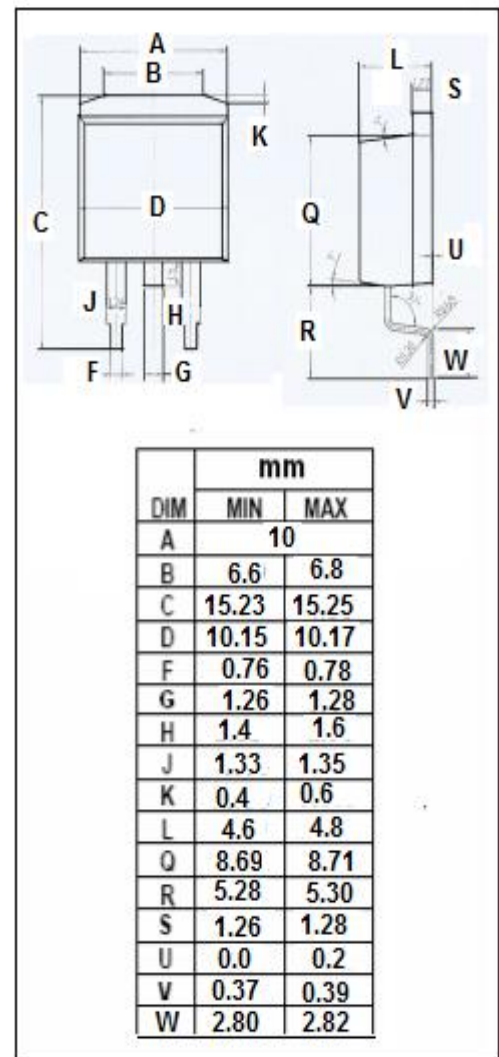 A
B
L
S
K
C
D
Q
U
J
H
R
W
F
G
V
mm
DIM MIN MAX
A 10
B 6.6 6.8
C 15.23 15.25
D 10.15 10.17
F 0.76 0.78
G 1.26 1.28
H 1.4 1.6
J 1.33 1.35
K 0.4 0.6
L 4.6 4.8
Q 8.69 8.71
R 5.28 5.30
S 1.26 1.28
U 0.0 0.2
V 0.37 0.39
W 2.80 2.82